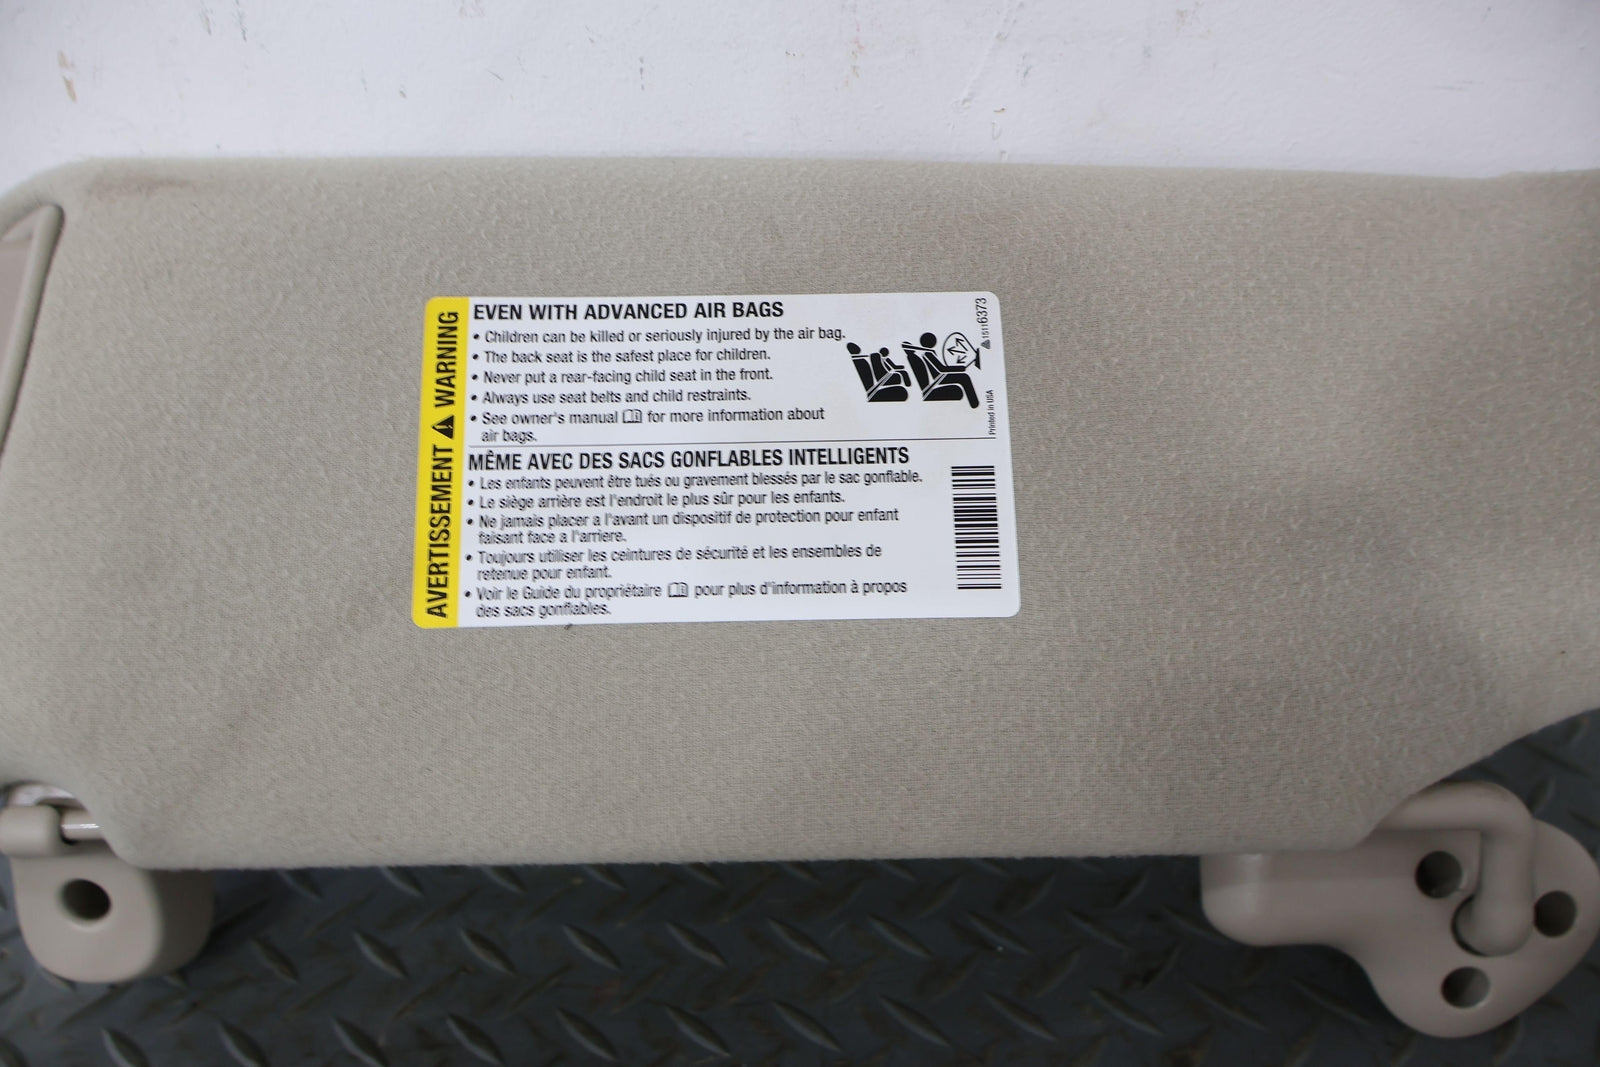 AVERTISSEMENT WARNING
EVEN WITH ADVANCED AIR BAGS
• Children can be killed or seriously injured by the air bag.
• The back seat is the safest place for children.
• Never put a rear-facing child seat in the front.
• Always use seat belts and child restraints.
• See owner's manual for more information about
air bags.
15116373
Printed in USA
MÊME AVEC DES SACS GONFLABLES INTELLIGENTS
• Les enfants peuvent être tués ou gravement blessés par le sac gonflable.
• Le siège arrière est l'endroit le plus sûr pour les enfants.
• Ne jamais placer a l'avant un dispositif de protection pour enfant
faisant face a l'arriere.
• Toujours utiliser les ceintures de sécurité et les ensembles de
retenue pour enfant.
• Voir le Guide du propriétaire pour plus d'information à propos
des sacs gonflables.